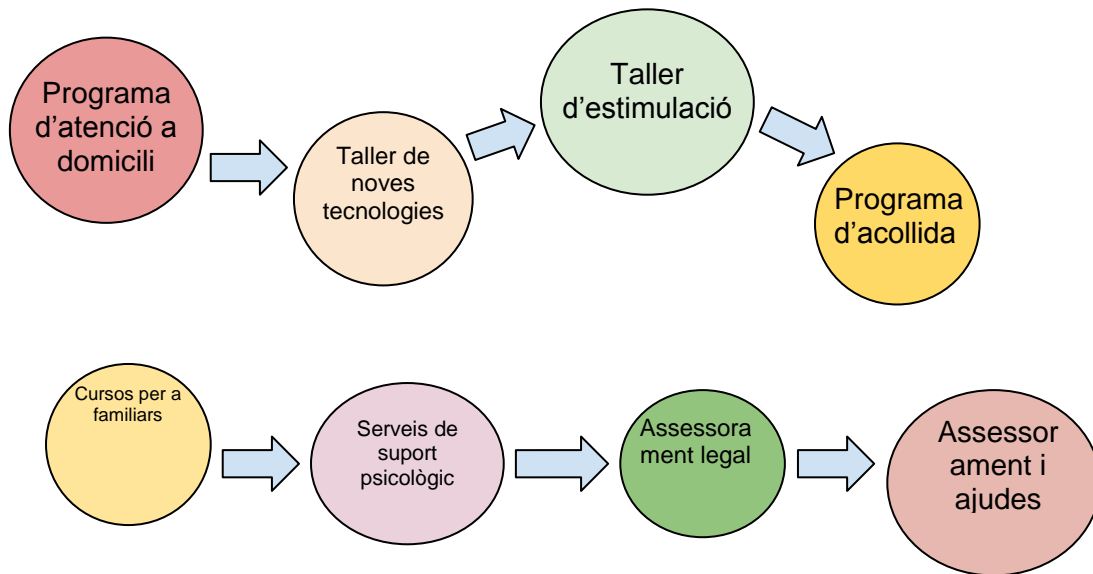 Programa
d'atenció a
domicili
Taller de
noves
tecnologies
Taller
d'estimulació
Programa
d'acollida
Cursos per a
familiars
Serveis de
suport
psicològic
Assessora
ment legal
Assessor
ament i
ajudes